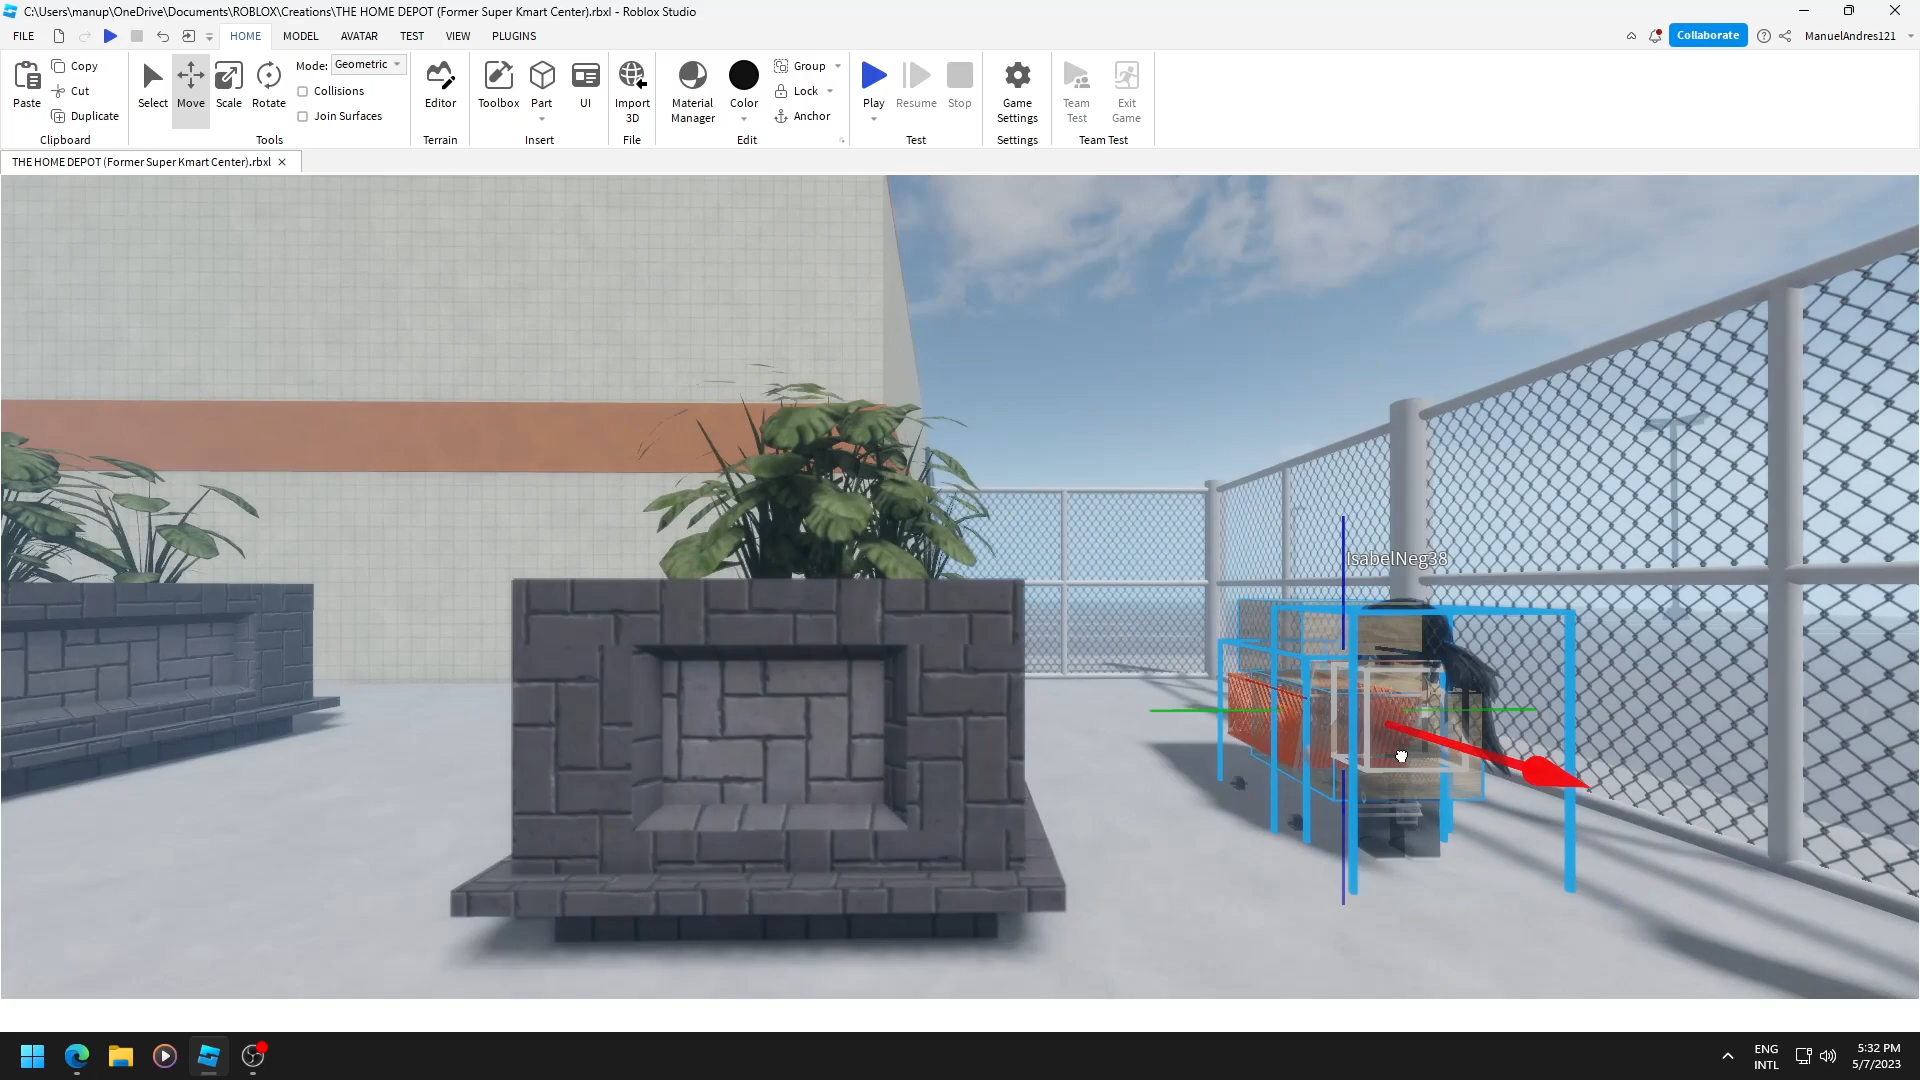 C:\Users\manup\OneDrive\Documents\ROBLOX\Creations\THE HOME DEPOT (Former Super Kmart Center).rbxl - Roblox Studio
FILE
HOME
MODEL
AVATAR
TEST
VIEW
PLUGINS
Collaborate
ManuelAndres121
Paste
Copy
Cut
Duplicate
Clipboard
Select
Move
Scale
Rotate
Mode: Geometric
Collisions
Join Surfaces
Tools
Editor
Terrain
Toolbox
Part
UI
Insert
Import
3D
File
Material
Manager
Color
Group
Lock
Anchor
Edit
Play
Resume
Stop
Test
Game
Settings
Settings
Team
Test
Exit
Game
Team Test
THE HOME DEPOT (Former Super Kmart Center).rbxl
IsabelNeg38
ENG
INTL
5:32 PM
5/7/2023